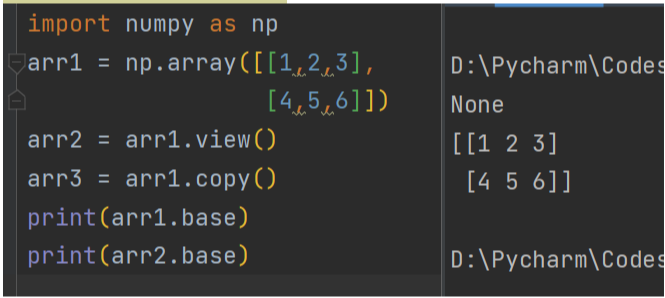 import numpy as np
arr1 = np.array([[1,2,3],
[4,5,6]])
arr2 = arr1.view()
arr3 = arr1.copy()
print(arr1.base)
print(arr2.base)
D:\Pycharm\Codes
None
[[1 2 3]
[4 5 6]]
D:\Pycharm\Codes